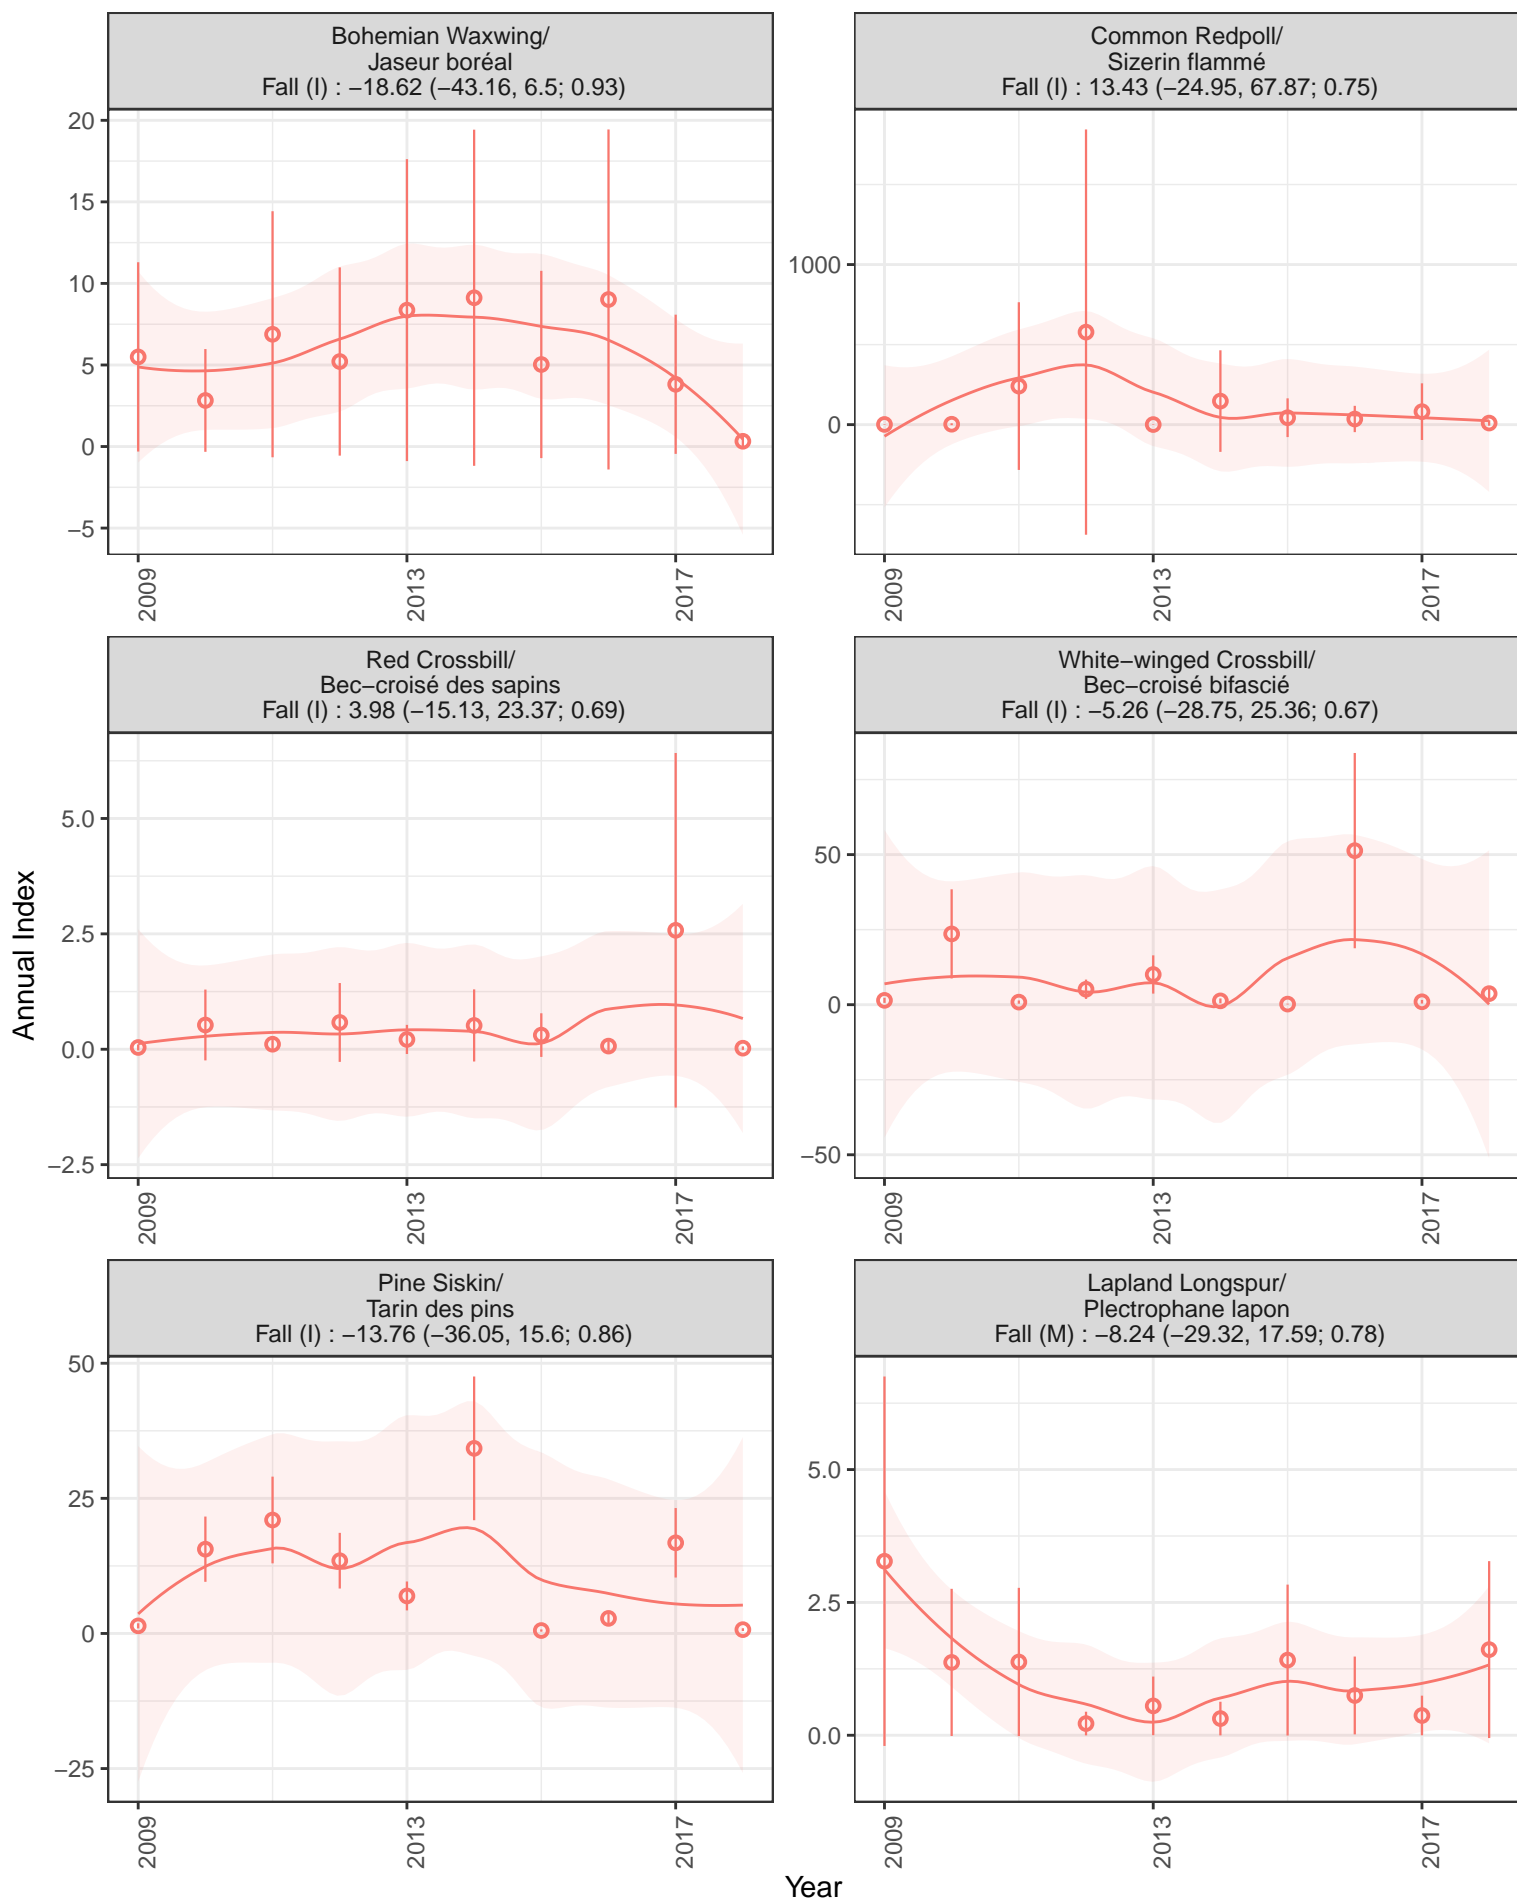 Bohemian Waxwing/
Jaseur boréal
Fall (I) : −18.62 (−43.16, 6.5; 0.93)
20
15
10
5
0
−5
2009
2013
2017
Common Redpoll/
Sizerin flammé
Fall (I) : 13.43 (−24.95, 67.87; 0.75)
1000
0
2009
2013
2017
Annual Index
Red Crossbill/
Bec−croisé des sapins
Fall (I) : 3.98 (−15.13, 23.37; 0.69)
5.0
2.5
0.0
−2.5
2009
2013
2017
White−winged Crossbill/
Bec−croisé bifascié
Fall (I) : −5.26 (−28.75, 25.36; 0.67)
50
0
−50
2009
2013
2017
Pine Siskin/
Tarin des pins
Fall (I) : −13.76 (−36.05, 15.6; 0.86)
50
25
0
−25
2009
2013
2017
Lapland Longspur/
Plectrophane lapon
Fall (M) : −8.24 (−29.32, 17.59; 0.78)
5.0
2.5
0.0
2009
2013
2017
Year